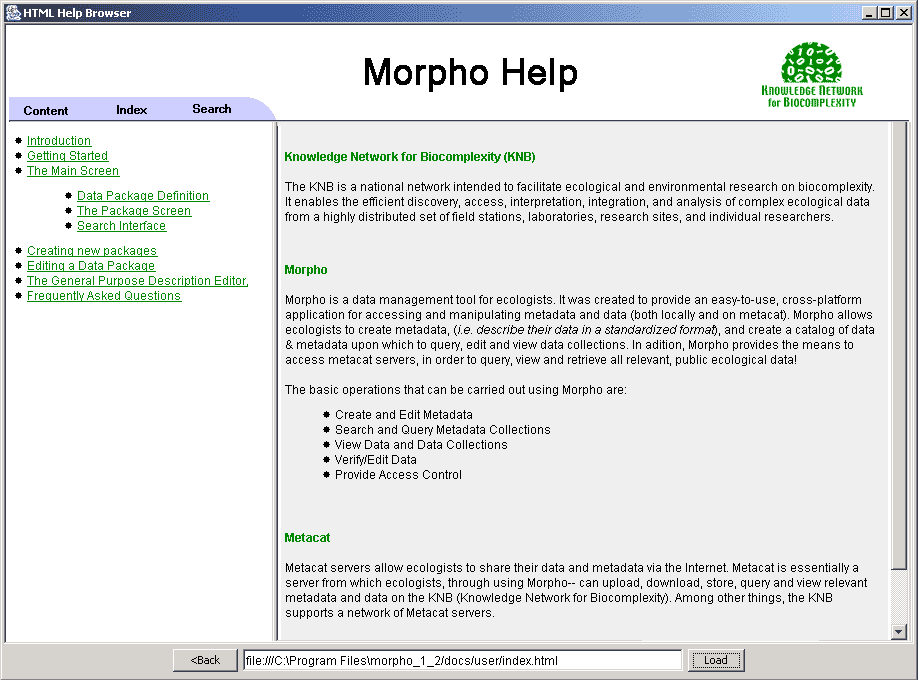 HTML Help Browser
Morpho Help
KNOWLEDGE NETWORK
for BIOCOMPLEXITY
Content Index Search
Introduction
Getting Started
The Main Screen
Data Package Definition
The Package Screen
Search Interface
Creating new packages
Editing a Data Package
The General Purpose Description Editor,
Frequently Asked Questions
Knowledge Network for Biocomplexity (KNB)
The KNB is a national network intended to facilitate ecological and environmental research on biocomplexity.
It enables the efficient discovery, access, interpretation, integration, and analysis of complex ecological data
from a highly distributed set of field stations, laboratories, research sites, and individual researchers.
Morpho
Morpho is a data management tool for ecologists. It was created to provide an easy-to-use, cross-platform
application for accessing and manipulating metadata and data (both locally and on metacat). Morpho allows
ecologists to create metadata, (i.e. describe their data in a standardized format), and create a catalog of data
& metadata upon which to query, edit and view data collections. In adition, Morpho provides the means to
access metacat servers, in order to query, view and retrieve all relevant, public ecological data!
The basic operations that can be carried out using Morpho are:
Create and Edit Metadata
Search and Query Metadata Collections
View Data and Data Collections
Verify/Edit Data
Provide Access Control
Metacat
Metacat servers allow ecologists to share their data and metadata via the Internet. Metacat is essentially a
server from which ecologists, through using Morpho-- can upload, download, store, query and view relevant
metadata and data on the KNB (Knowledge Network for Biocomplexity). Among other things, the KNB
supports a network of Metacat servers.
<Back
file:///C:\Program Files\morpho_1_2/docs/user/index.html
Load